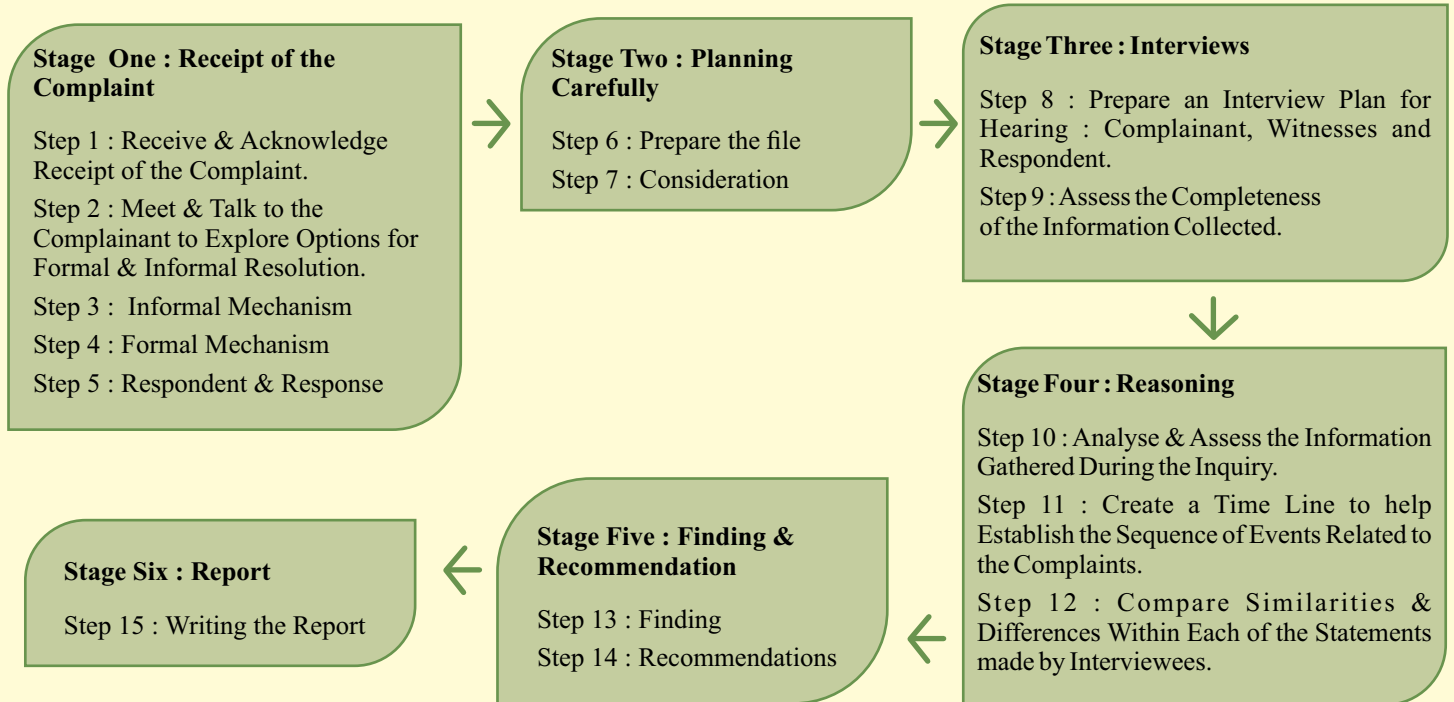 Stage One : Receipt of the
Complaint
Step 1 : Receive & Acknowledge
Receipt of the Complaint.
Step 2 : Meet & Talk to the
Complainant to Explore Options for
Formal & Informal Resolution.
Step 3 : Informal Mechanism
Step 4 : Formal Mechanism
Step 5 : Respondent & Response
Stage Two : Planning
Carefully
Step 6 : Prepare the file
Step 7 : Consideration
Stage Three : Interviews
Step 8 : Prepare an Interview Plan for
Hearing : Complainant, Witnesses and
Respondent.
Step 9 : Assess the Completeness
of the Information Collected.
Stage Four : Reasoning
Step 10 : Analyse & Assess the Information
Gathered During the Inquiry.
Step 11 : Create a Time Line to help
Establish the Sequence of Events Related to
the Complaints.
Step 12 : Compare Similarities &
Differences Within Each of the Statements
made by Interviewees.
Stage Five : Finding &
Recommendation
Step 13 : Finding
Step 14 : Recommendations
Stage Six : Report
Step 15 : Writing the Report